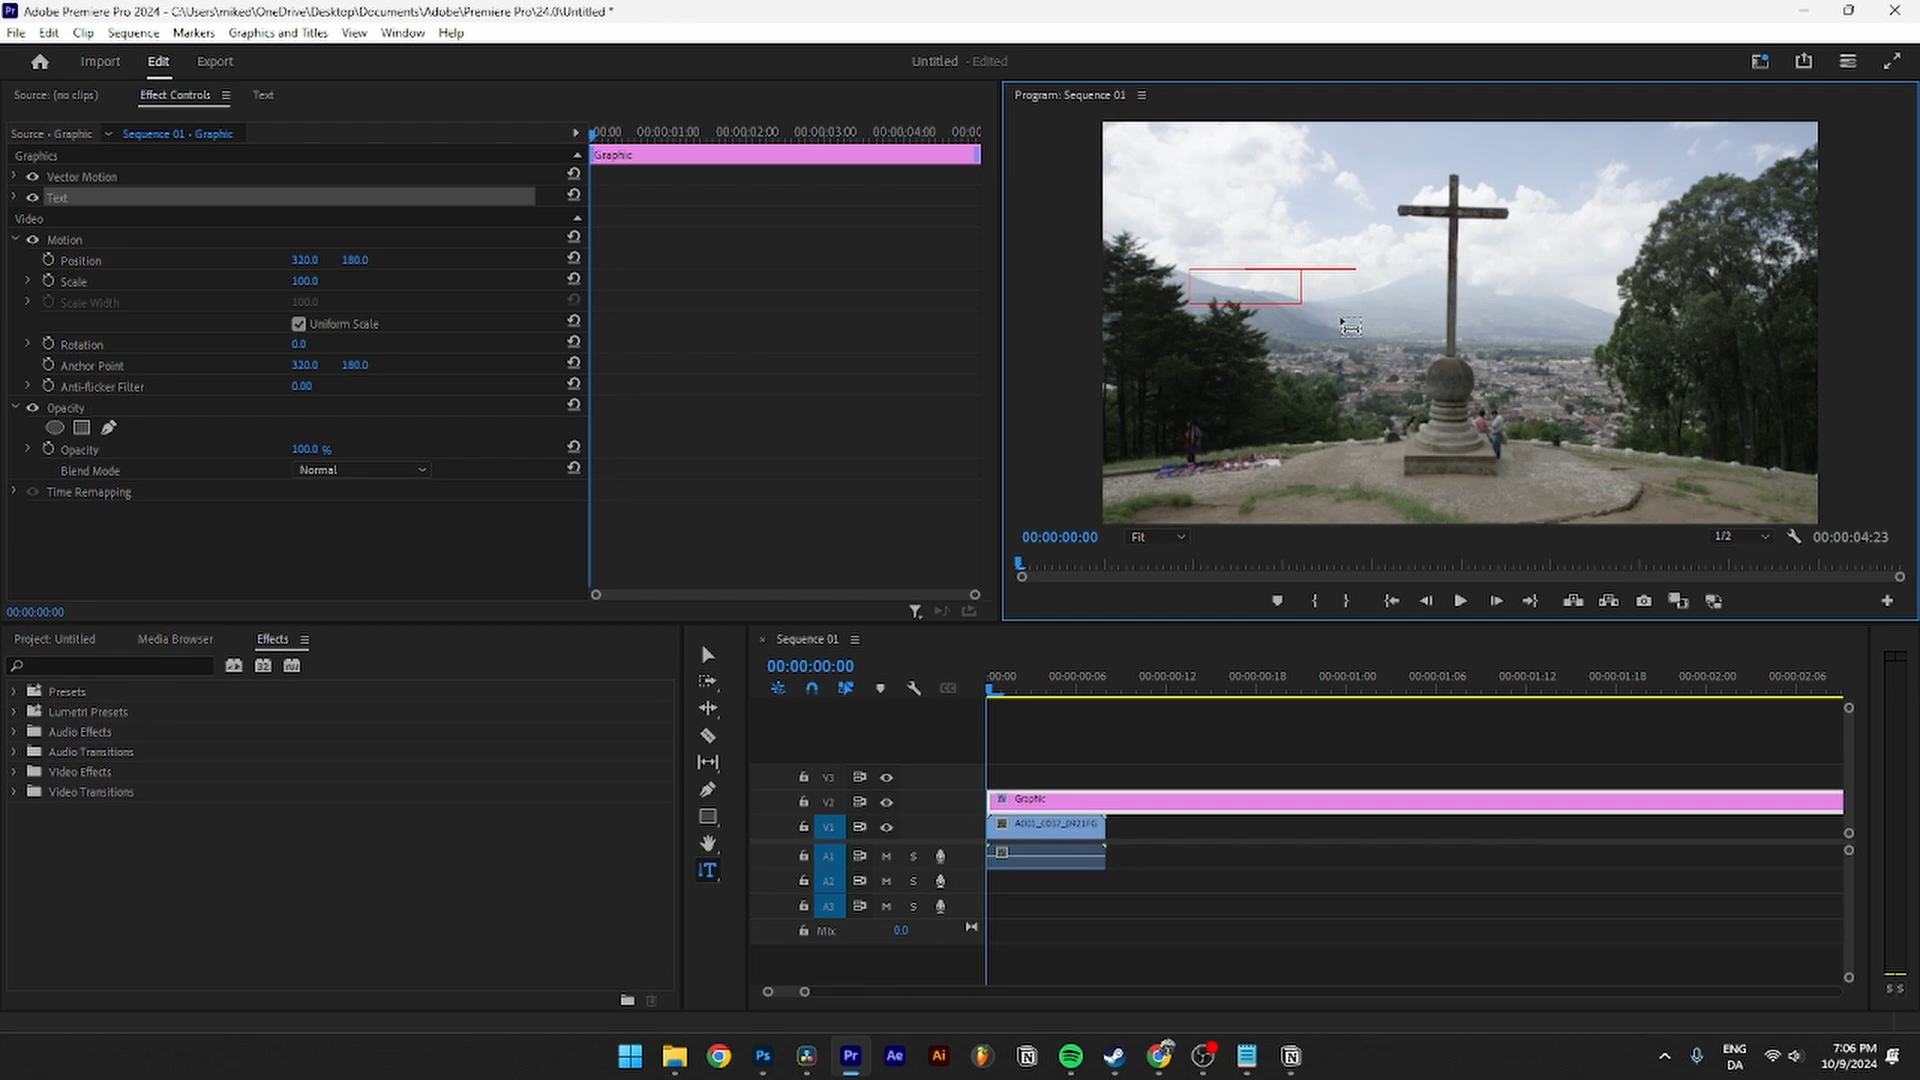 Adobe Premiere Pro 2024 - C:\Users\miked\OneDrive\Desktop\Documents\Adobe\Premiere Pro\24.0\Untitled *
File Edit Clip Sequence Markers Graphics and Titles View Window Help
Import Edit Export
Untitled - Edited
Source: (no clips) Effect Controls Text
Program: Sequence 01
Source - Graphic Sequence 01 - Graphic
:00:00 00:00:01:00 00:00:02:00 00:00:03:00 00:00:04:00 00:00
Graphics
Graphic
Vector Motion
Text
Video
Motion
Position 320.0 180.0
Scale 100.0
Scale Width 100.0
Uniform Scale
Rotation 0.0
Anchor Point 320.0 180.0
Anti-flicker Filter 0.00
Opacity
Opacity 100.0 %
Blend Mode Normal
Time Remapping
00:00:00:00
00:00:00:00 Fit 1/2 00:00:04:23
Project: Untitled Media Browser Effects
Presets
Lumetri Presets
Audio Effects
Audio Transitions
Video Effects
Video Transitions
Sequence 01
00:00:00:00
:00:00 00:00:00:06 00:00:00:12 00:00:00:18 00:00:01:00 00:00:01:06 00:00:01:12 00:00:01:18 00:00:02:00 00:00:02:06
V3
V2 Graphic
V1 A001_C037_0921FG
A1 M S
A2 M S
A3 M S
Mix 0.0
S S
Ps Pr Ae Ai
ENG
DA
7:06 PM
10/9/2024